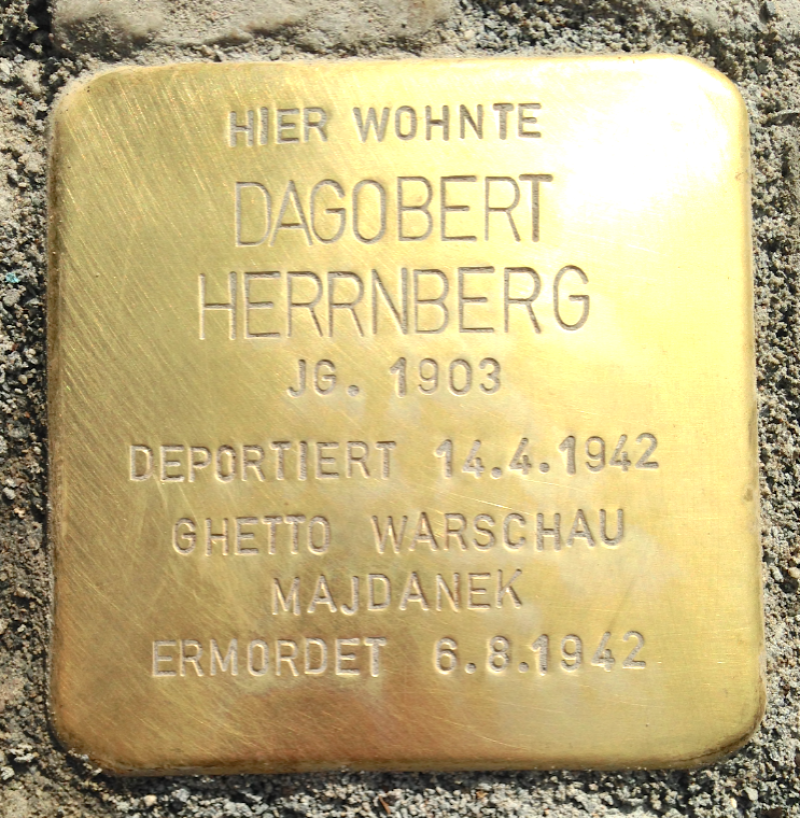 HIER WOHNTE
DAGOBERT
HERRNBERG
JG. 1903
DEPORTIERT 14.4.1942
GHETTO WARSCHAU
MAJDANEK
ERMORDET 6.8.1942